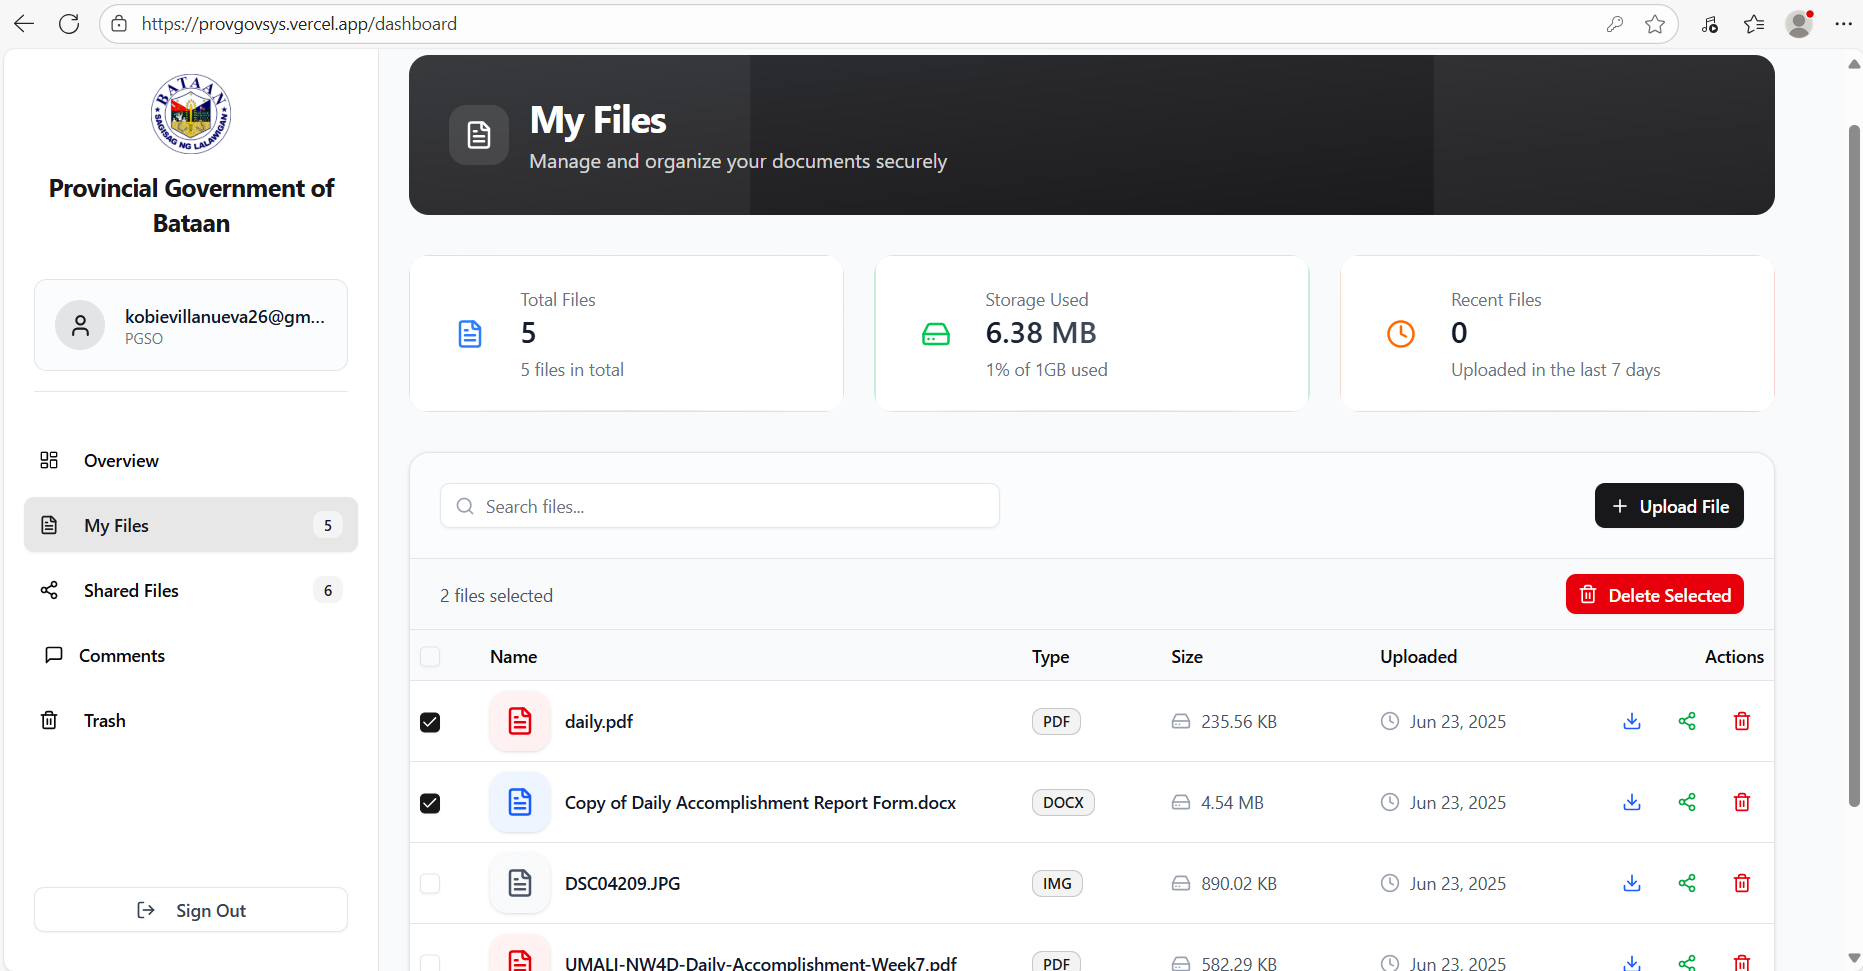 https://provgovsys.vercel.app/dashboard
BATAAN
SAGISAG NG LALAWIGAN
Provincial Government of
Bataan
kobievillanueva26@gm...
PGSO
Overview
My Files 5
Shared Files 6
Comments
Trash
Sign Out
My Files
Manage and organize your documents securely
Total Files
5
5 files in total
Storage Used
6.38 MB
1% of 1GB used
Recent Files
0
Uploaded in the last 7 days
Search files...
Upload File
2 files selected
Delete Selected
Name Type Size Uploaded Actions
daily.pdf PDF 235.56 KB Jun 23, 2025
Copy of Daily Accomplishment Report Form.docx DOCX 4.54 MB Jun 23, 2025
DSC04209.JPG IMG 890.02 KB Jun 23, 2025
UMALI-NW4D-Daily-Accomplishment-Week7.pdf PDF 582.29 KB Jun 23, 2025